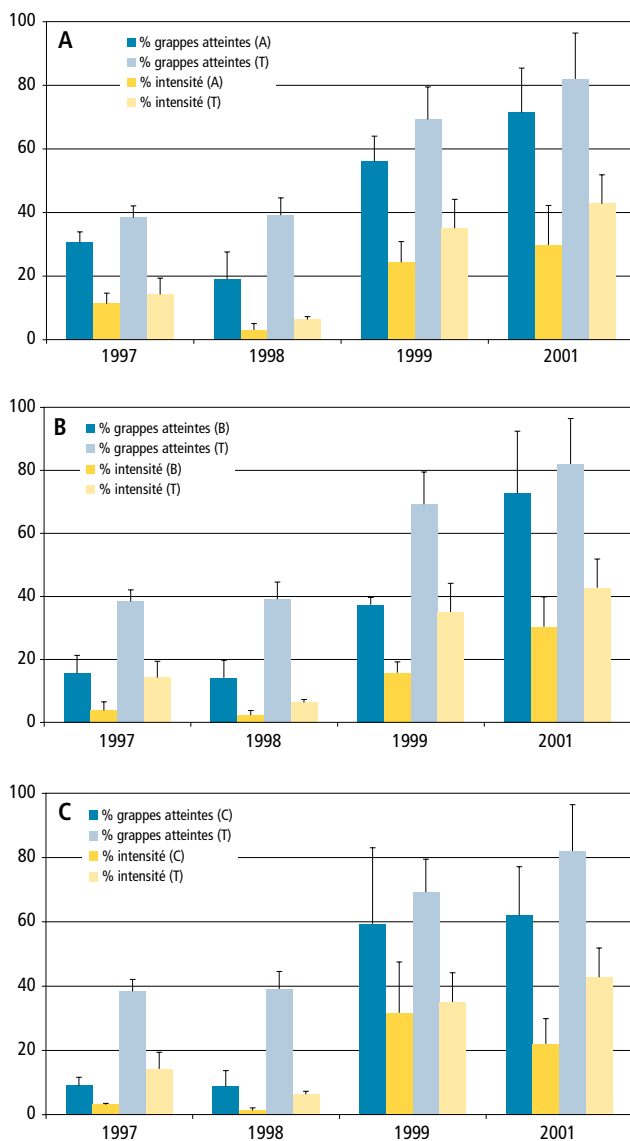 100
A
% grappes atteintes (A)
% grappes atteintes (T)
% intensité (A)
% intensité (T)
80
60
40
20
0
1997 1998 1999 2001
100
B
% grappes atteintes (B)
% grappes atteintes (T)
% intensité (B)
% intensité (T)
80
60
40
20
0
1997 1998 1999 2001
100
C
% grappes atteintes (C)
% grappes atteintes (T)
% intensité (C)
% intensité (T)
80
60
40
20
0
1997 1998 1999 2001